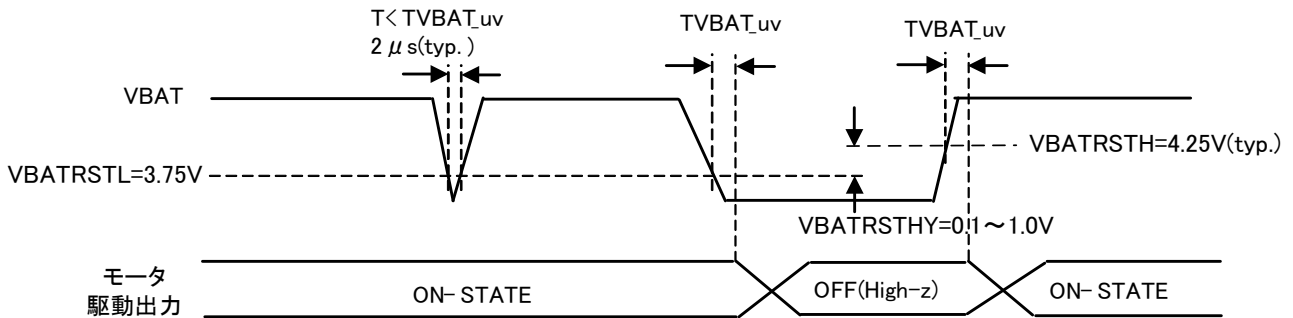 T< TVBAT_uv
2 μs(typ.)
TVBAT_uv
TVBAT_uv
VBAT
VBATRSTH=4.25V(typ.)
VBATRSTL=3.75V
VBATRSTHY=0.1～1.0V
モータ
駆動出力
ON-STATE
OFF(High-z)
ON-STATE